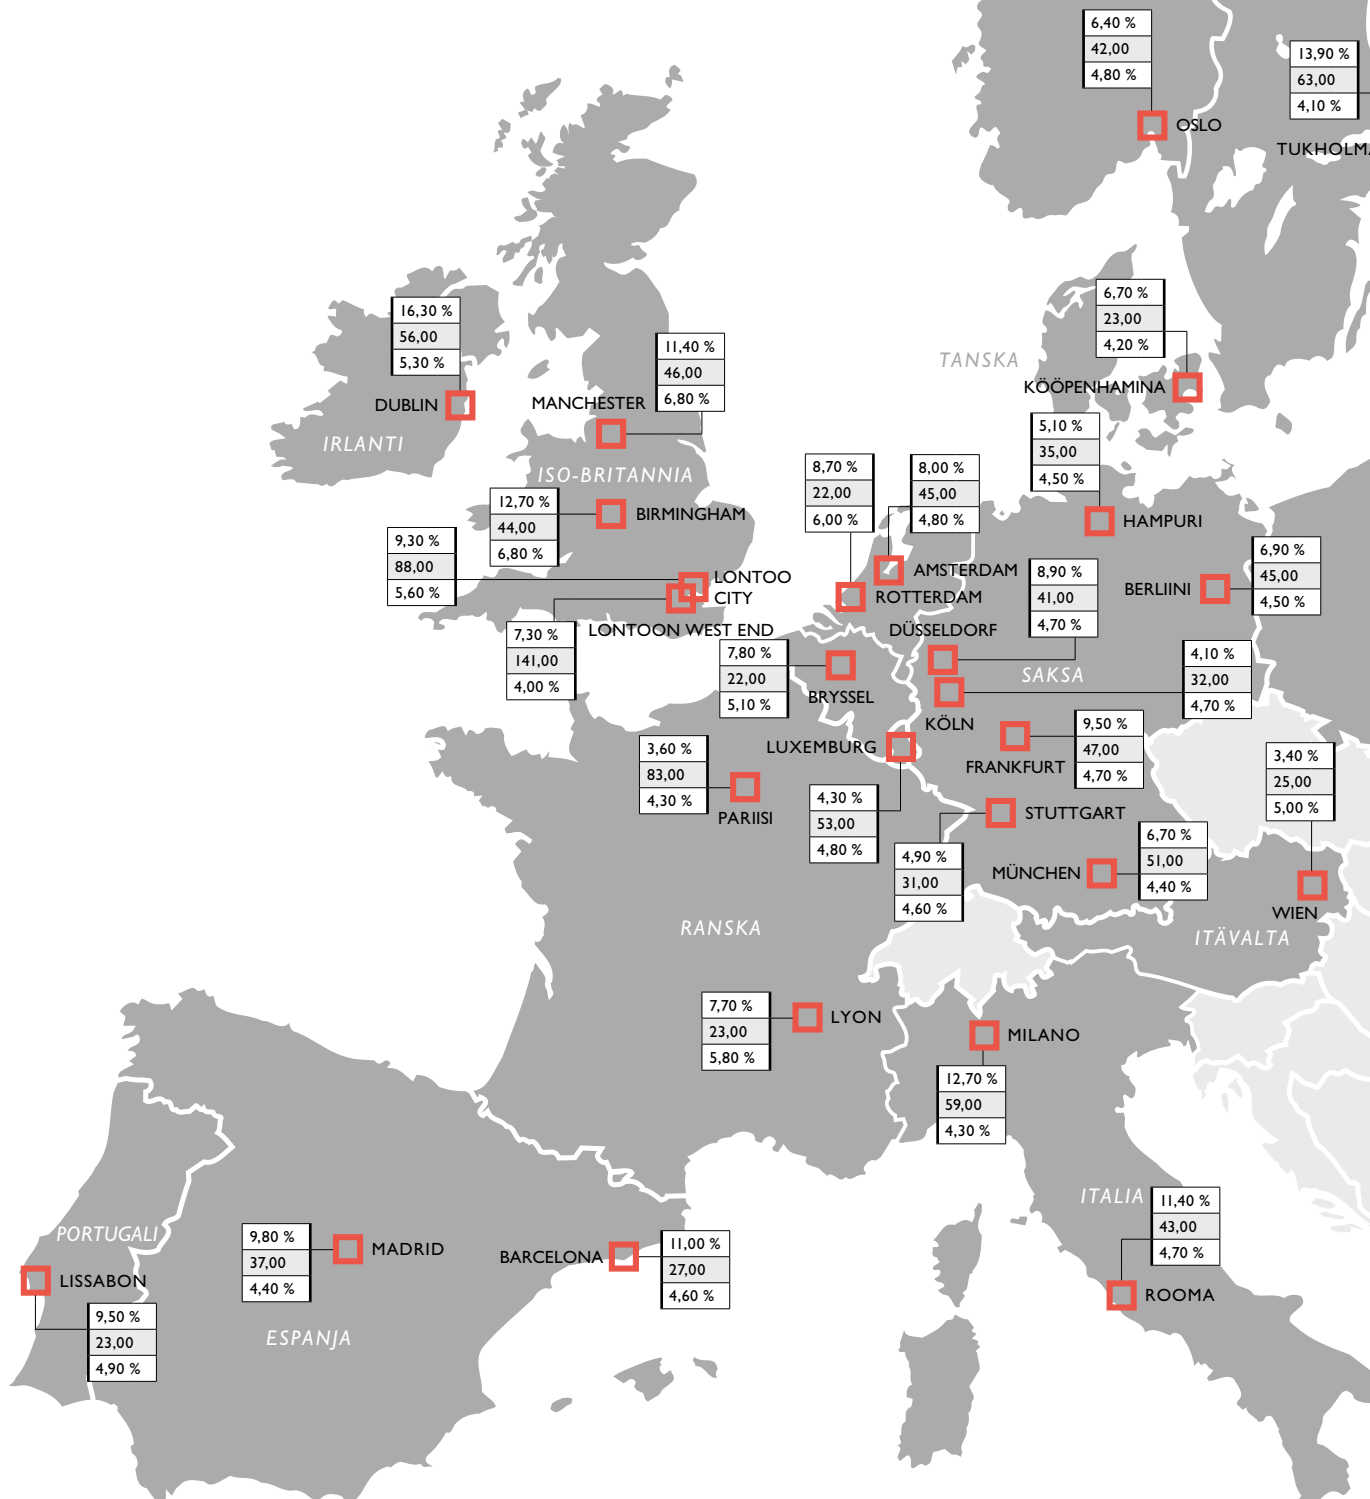 6,40 %
42,00
4,80 %
OSLO
13,90 %
63,00
4,10 %
TUKHOLMA
16,30 %
56,00
5,30 %
DUBLIN
IRLANTI
11,40 %
46,00
6,80 %
MANCHESTER
ISO-BRITANNIA
TANSKA
6,70 %
23,00
4,20 %
KÖÖPENHAMINA
5,10 %
35,00
4,50 %
HAMPURI
12,70 %
44,00
6,80 %
BIRMINGHAM
8,70 %
22,00
6,00 %
ROTTERDAM
8,00 %
45,00
4,80 %
AMSTERDAM
9,30 %
88,00
5,60 %
LONTOO
CITY
7,30 %
141,00
4,00 %
LONTOON WEST END
8,90 %
41,00
4,70 %
DÜSSELDORF
6,90 %
45,00
4,50 %
BERLIINI
7,80 %
22,00
5,10 %
BRYSSEL
SAKSA
4,10 %
32,00
4,70 %
KÖLN
9,50 %
47,00
4,70 %
FRANKFURT
3,60 %
83,00
4,30 %
PARIISI
LUXEMBURG
4,30 %
53,00
4,80 %
3,40 %
25,00
5,00 %
WIEN
STUTTGART
4,90 %
31,00
4,60 %
6,70 %
51,00
4,40 %
MÜNCHEN
RANSKA
ITÄVALTA
7,70 %
23,00
5,80 %
LYON
MILANO
12,70 %
59,00
4,30 %
ITALIA
11,40 %
43,00
4,70 %
ROOMA
PORTUGALI
LISSABON
9,50 %
23,00
4,90 %
9,80 %
37,00
4,40 %
MADRID
ESPANJA
BARCELONA
11,00 %
27,00
4,60 %